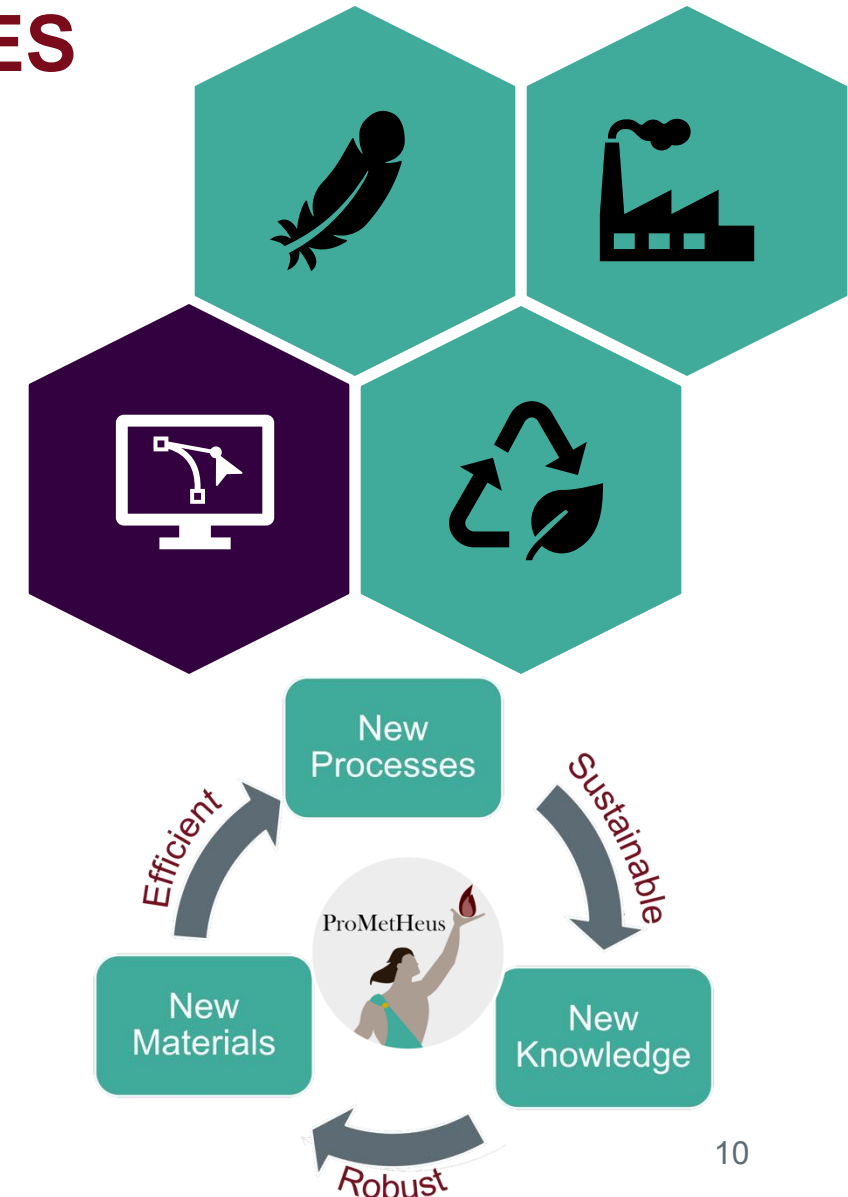 ES
New
Processes
Efficient
Sustainable
ProMetHeus
New
Materials
New
Knowledge
Robust
10